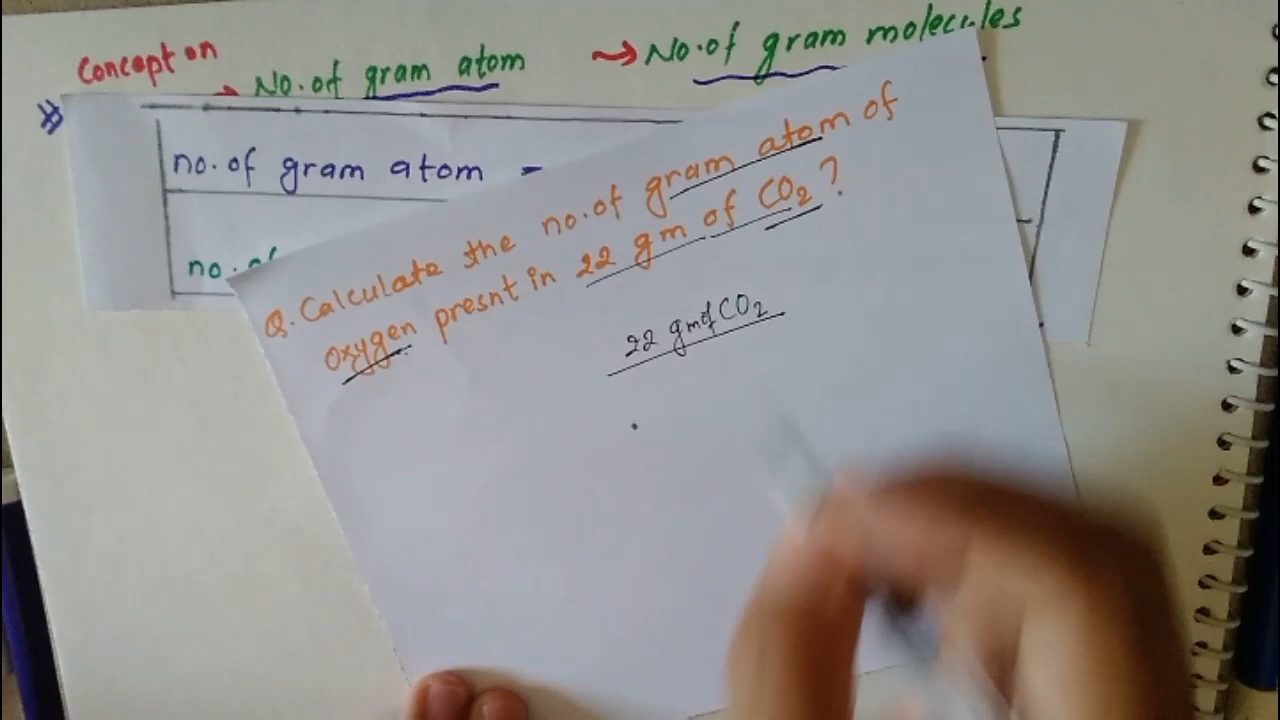 Concept on
→ No. of gram atom → No. of gram molecules
no. of gram atom -
no. of
Q. Calculate the no. of gram atom of
oxygen presnt in 22 gm of CO₂ ?
22 gm of CO₂